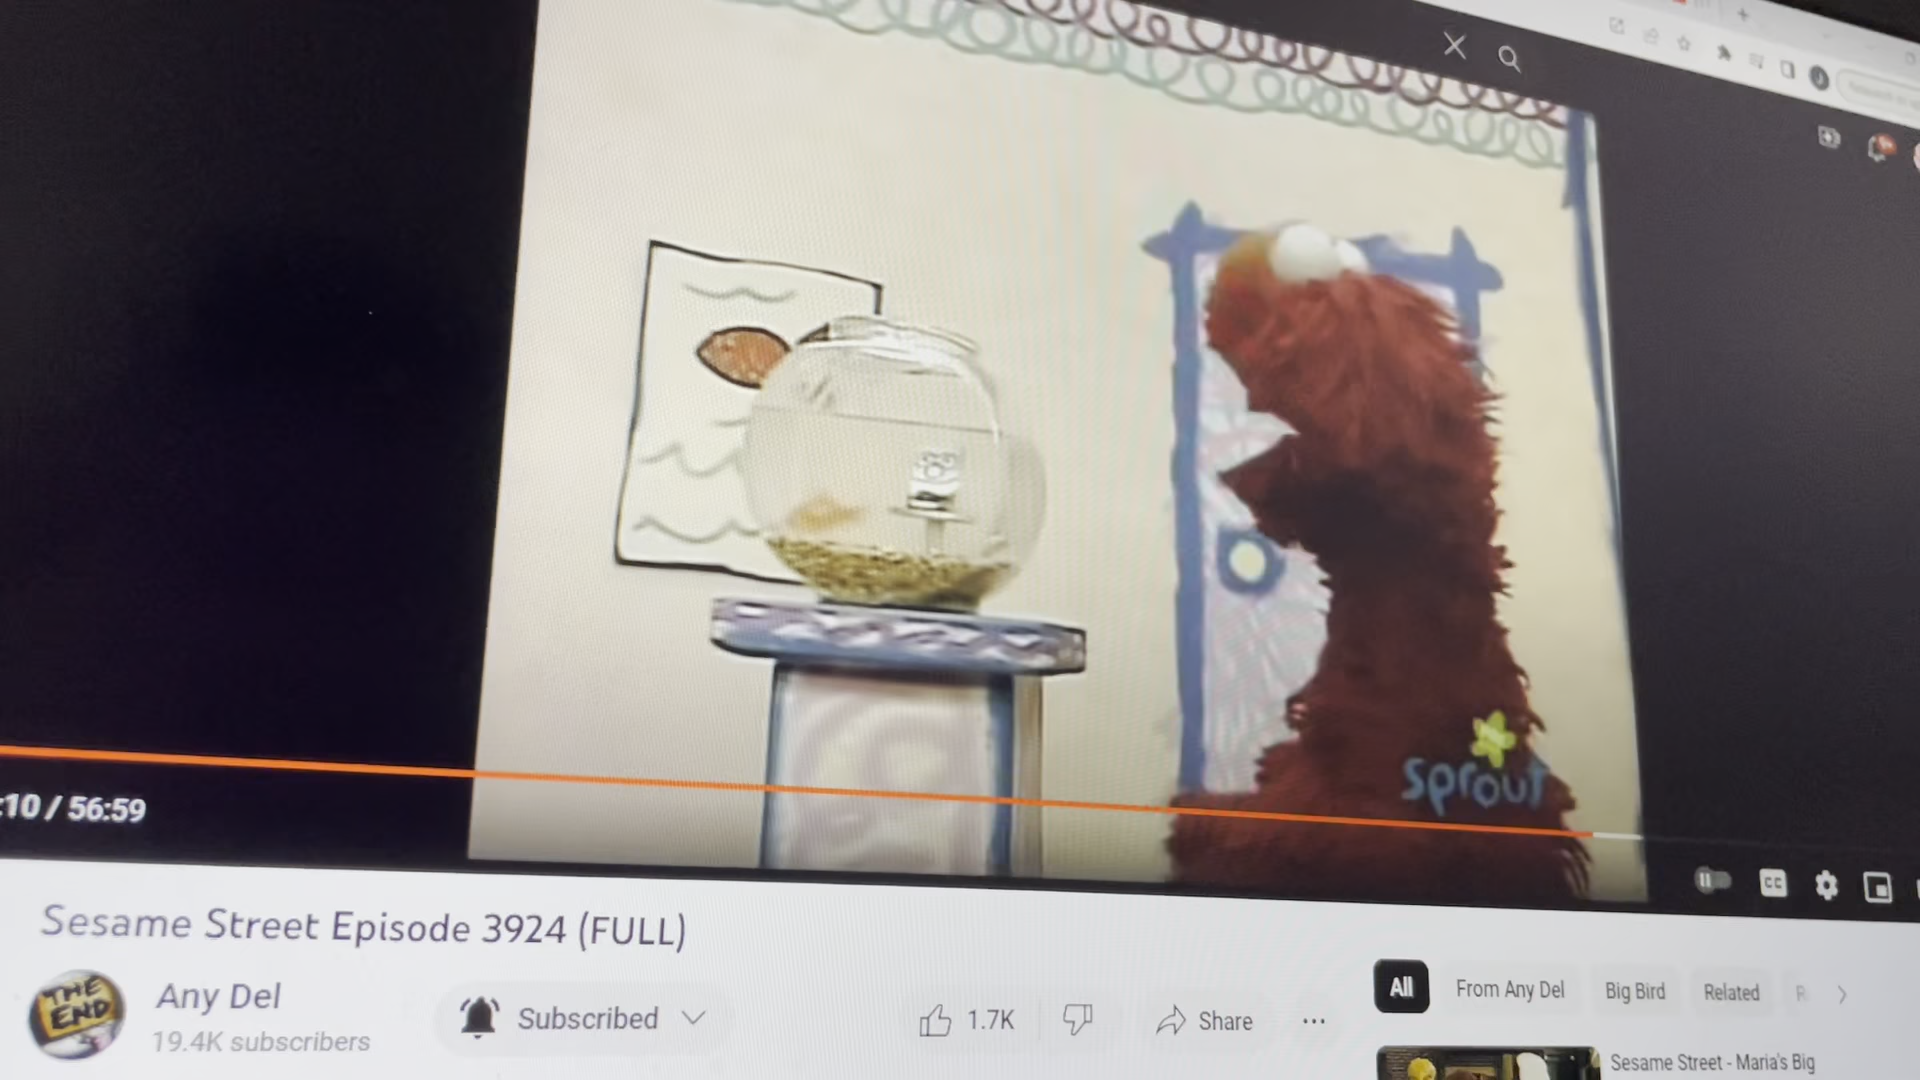 sprout
:10 / 56:59
CC
Sesame Street Episode 3924 (FULL)
THE
END
Any Del
19.4K subscribers
Subscribed
1.7K
Share
All
From Any Del
Big Bird
Related
Sesame Street - Maria's Big